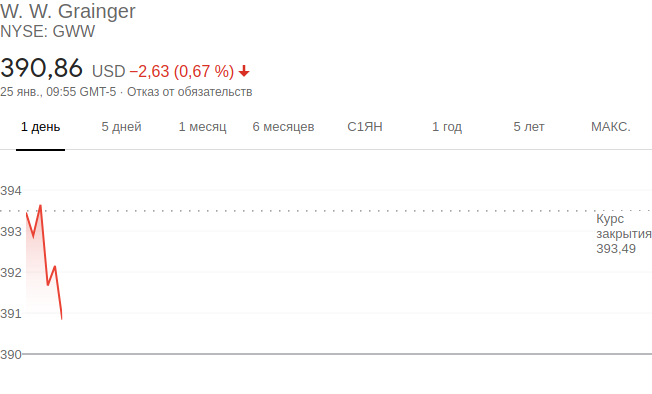 W. W. Grainger
NYSE: GWW
390,86 USD −2,63 (0,67 %)
25 янв., 09:55 GMT-5 · Отказ от обязательств
1 день 5 дней 1 месяц 6 месяцев С1ЯН 1 год 5 лет МАКС.
394
Курс
393
закрытия
393,49
392
391
390